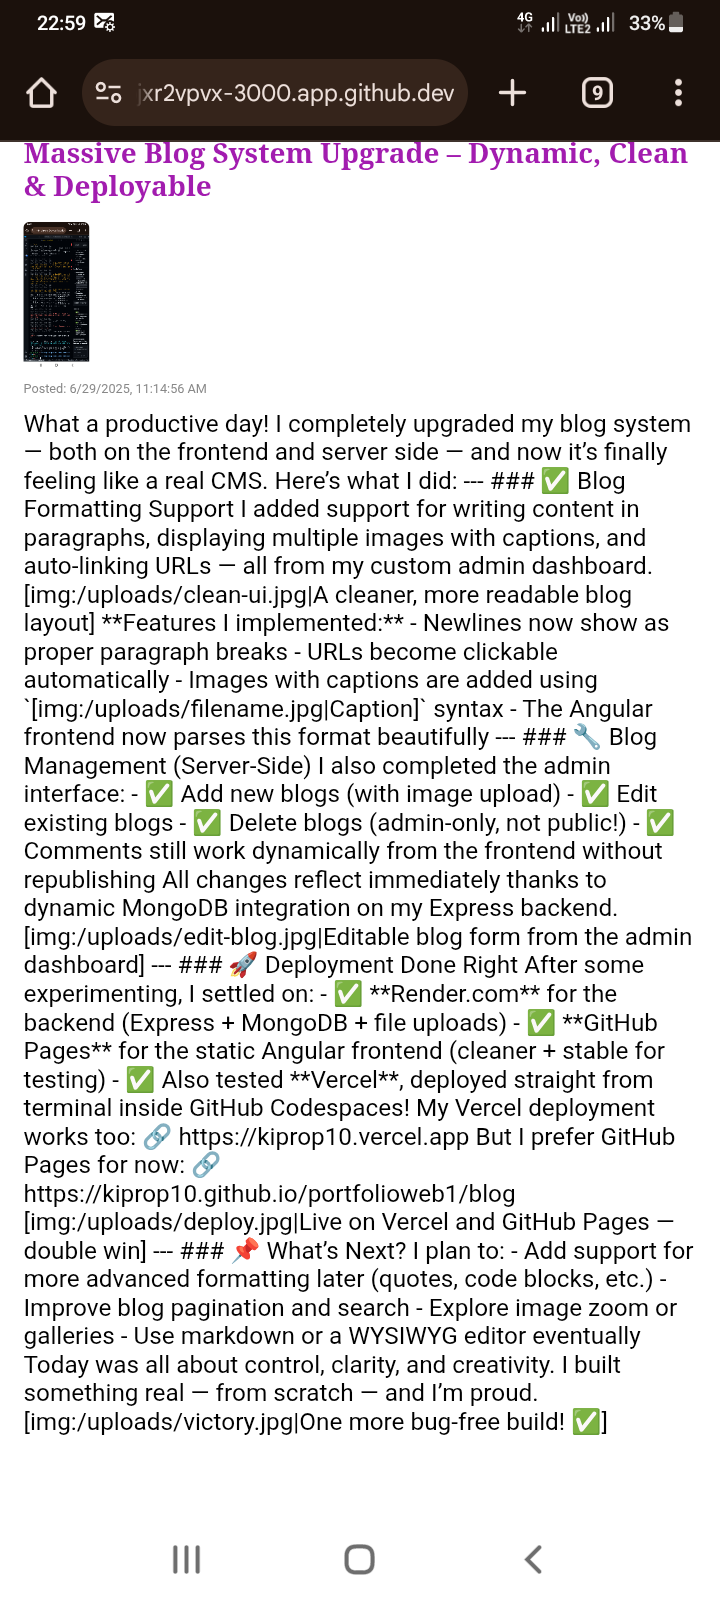 22:59
4G Vo)) LTE2 33%
jxr2vpvx-3000.app.github.dev
9
Massive Blog System Upgrade – Dynamic, Clean
& Deployable
Posted: 6/29/2025, 11:14:56 AM
What a productive day! I completely upgraded my blog system
— both on the frontend and server side — and now it’s finally
feeling like a real CMS. Here’s what I did: --- ### ✅ Blog
Formatting Support I added support for writing content in
paragraphs, displaying multiple images with captions, and
auto-linking URLs — all from my custom admin dashboard.
[img:/uploads/clean-ui.jpg|A cleaner, more readable blog
layout] **Features I implemented:** - Newlines now show as
proper paragraph breaks - URLs become clickable
automatically - Images with captions are added using
`[img:/uploads/filename.jpg|Caption]` syntax - The Angular
frontend now parses this format beautifully --- ### 🔧 Blog
Management (Server-Side) I also completed the admin
interface: - ✅ Add new blogs (with image upload) - ✅ Edit
existing blogs - ✅ Delete blogs (admin-only, not public!) - ✅
Comments still work dynamically from the frontend without
republishing All changes reflect immediately thanks to
dynamic MongoDB integration on my Express backend.
[img:/uploads/edit-blog.jpg|Editable blog form from the admin
dashboard] --- ### 🚀 Deployment Done Right After some
experimenting, I settled on: - ✅ **Render.com** for the
backend (Express + MongoDB + file uploads) - ✅ **GitHub
Pages** for the static Angular frontend (cleaner + stable for
testing) - ✅ Also tested **Vercel**, deployed straight from
terminal inside GitHub Codespaces! My Vercel deployment
works too: 🔗 https://kiprop10.vercel.app But I prefer GitHub
Pages for now: 🔗
https://kiprop10.github.io/portfolioweb1/blog
[img:/uploads/deploy.jpg|Live on Vercel and GitHub Pages —
double win] --- ### 📌 What’s Next? I plan to: - Add support for
more advanced formatting later (quotes, code blocks, etc.) -
Improve blog pagination and search - Explore image zoom or
galleries - Use markdown or a WYSIWYG editor eventually
Today was all about control, clarity, and creativity. I built
something real — from scratch — and I’m proud.
[img:/uploads/victory.jpg|One more bug-free build! ✅]